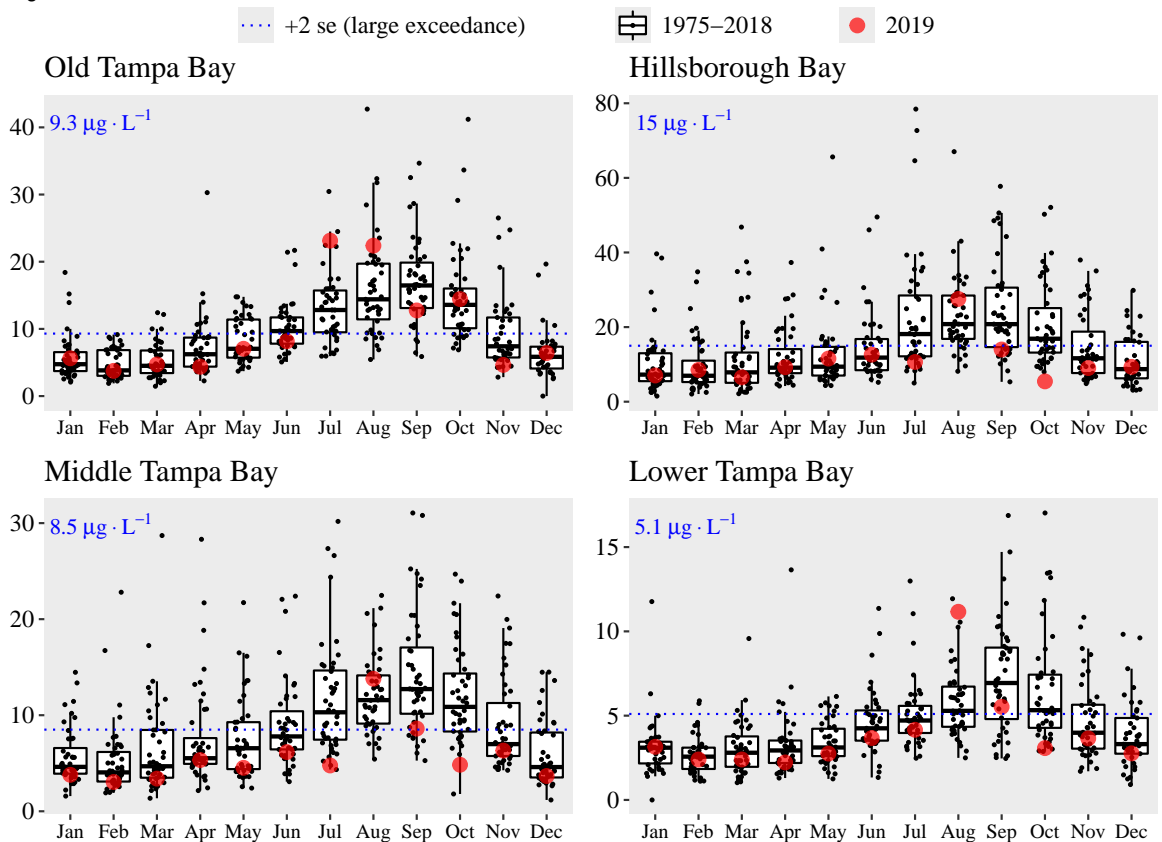 +2 se (large exceedance) 1975–2018 2019
Old Tampa Bay
9.3 μg · L⁻¹
40
30
20
10
0
Jan Feb Mar Apr May Jun Jul Aug Sep Oct Nov Dec
Hillsborough Bay
15 μg · L⁻¹
80
60
40
20
0
Jan Feb Mar Apr May Jun Jul Aug Sep Oct Nov Dec
Middle Tampa Bay
8.5 μg · L⁻¹
30
20
10
0
Jan Feb Mar Apr May Jun Jul Aug Sep Oct Nov Dec
Lower Tampa Bay
5.1 μg · L⁻¹
15
10
5
0
Jan Feb Mar Apr May Jun Jul Aug Sep Oct Nov Dec